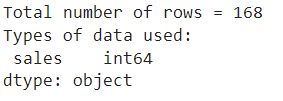 Total number of rows = 168
Types of data used:
 sales    int64
dtype: object